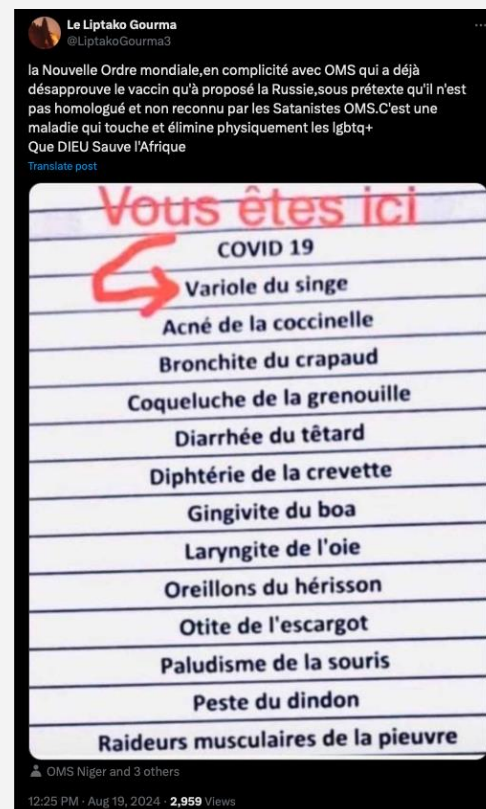 Le Liptako Gourma
@LiptakoGourma3
la Nouvelle Ordre mondiale,en complicité avec OMS qui a déjà
désapprouve le vaccin qu'à proposé la Russie,sous prétexte qu'il n'est
pas homologué et non reconnu par les Satanistes OMS.C'est une
maladie qui touche et élimine physiquement les lgbtq+
Que DIEU Sauve l'Afrique
Translate post
Vous êtes ici
COVID 19
Variole du singe
Acné de la coccinelle
Bronchite du crapaud
Coqueluche de la grenouille
Diarrhée du têtard
Diphtérie de la crevette
Gingivite du boa
Laryngite de l'oie
Oreillons du hérisson
Otite de l'escargot
Paludisme de la souris
Peste du dindon
Raideurs musculaires de la pieuvre
OMS Niger and 3 others
12:25 PM · Aug 19, 2024 · 2,959 Views